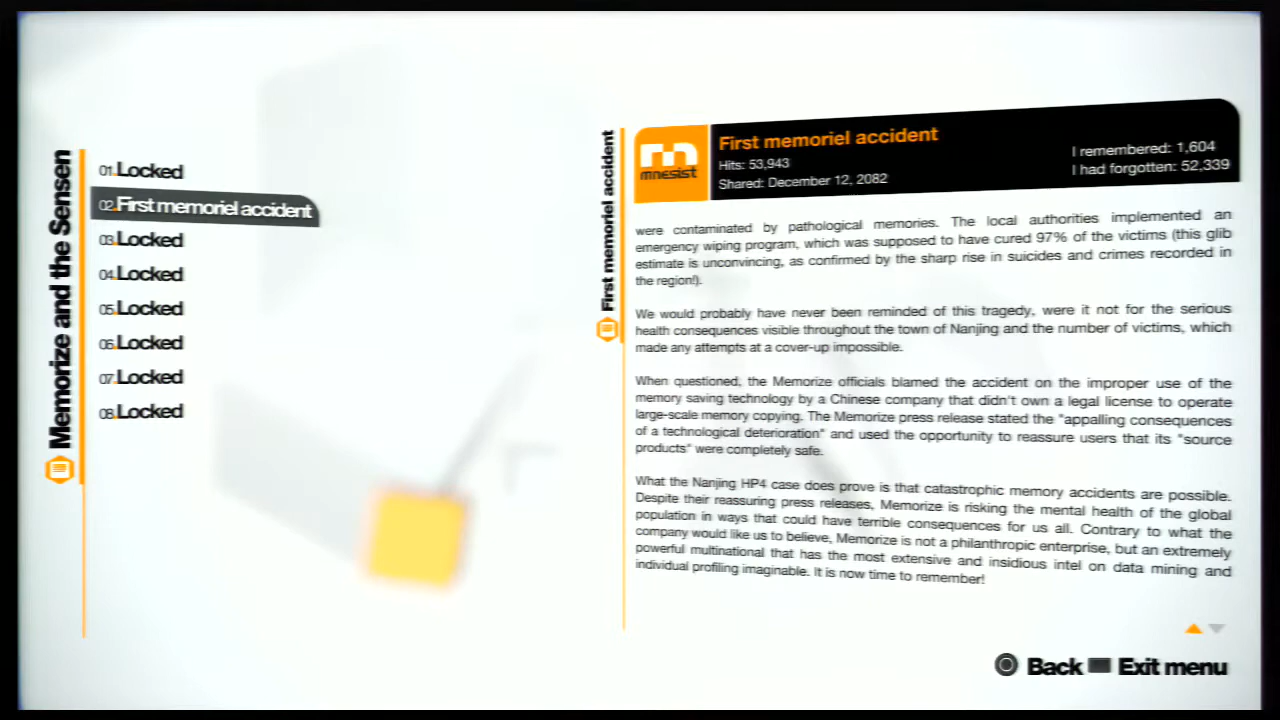 Memorize and the Sensen
01.Locked
02.First memoriel accident
03.Locked
04.Locked
05.Locked
06.Locked
07.Locked
08.Locked
First memoriel accident
mnesist
First memoriel accident
Hits: 53,943
Shared: December 12, 2082
I remembered: 1,604
I had forgotten: 52,339
were contaminated by pathological memories. The local authorities implemented an
emergency wiping program, which was supposed to have cured 97% of the victims (this glib
estimate is unconvincing, as confirmed by the sharp rise in suicides and crimes recorded in
the region!).
We would probably have never been reminded of this tragedy, were it not for the serious
health consequences visible throughout the town of Nanjing and the number of victims, which
made any attempts at a cover-up impossible.
When questioned, the Memorize officials blamed the accident on the improper use of the
memory saving technology by a Chinese company that didn't own a legal license to operate
large-scale memory copying. The Memorize press release stated the "appalling consequences
of a technological deterioration" and used the opportunity to reassure users that its "source
products" were completely safe.
What the Nanjing HP4 case does prove is that catastrophic memory accidents are possible.
Despite their reassuring press releases, Memorize is risking the mental health of the global
population in ways that could have terrible consequences for us all. Contrary to what the
company would like us to believe, Memorize is not a philanthropic enterprise, but an extremely
powerful multinational that has the most extensive and insidious intel on data mining and
individual profiling imaginable. It is now time to remember!
Back Exit menu